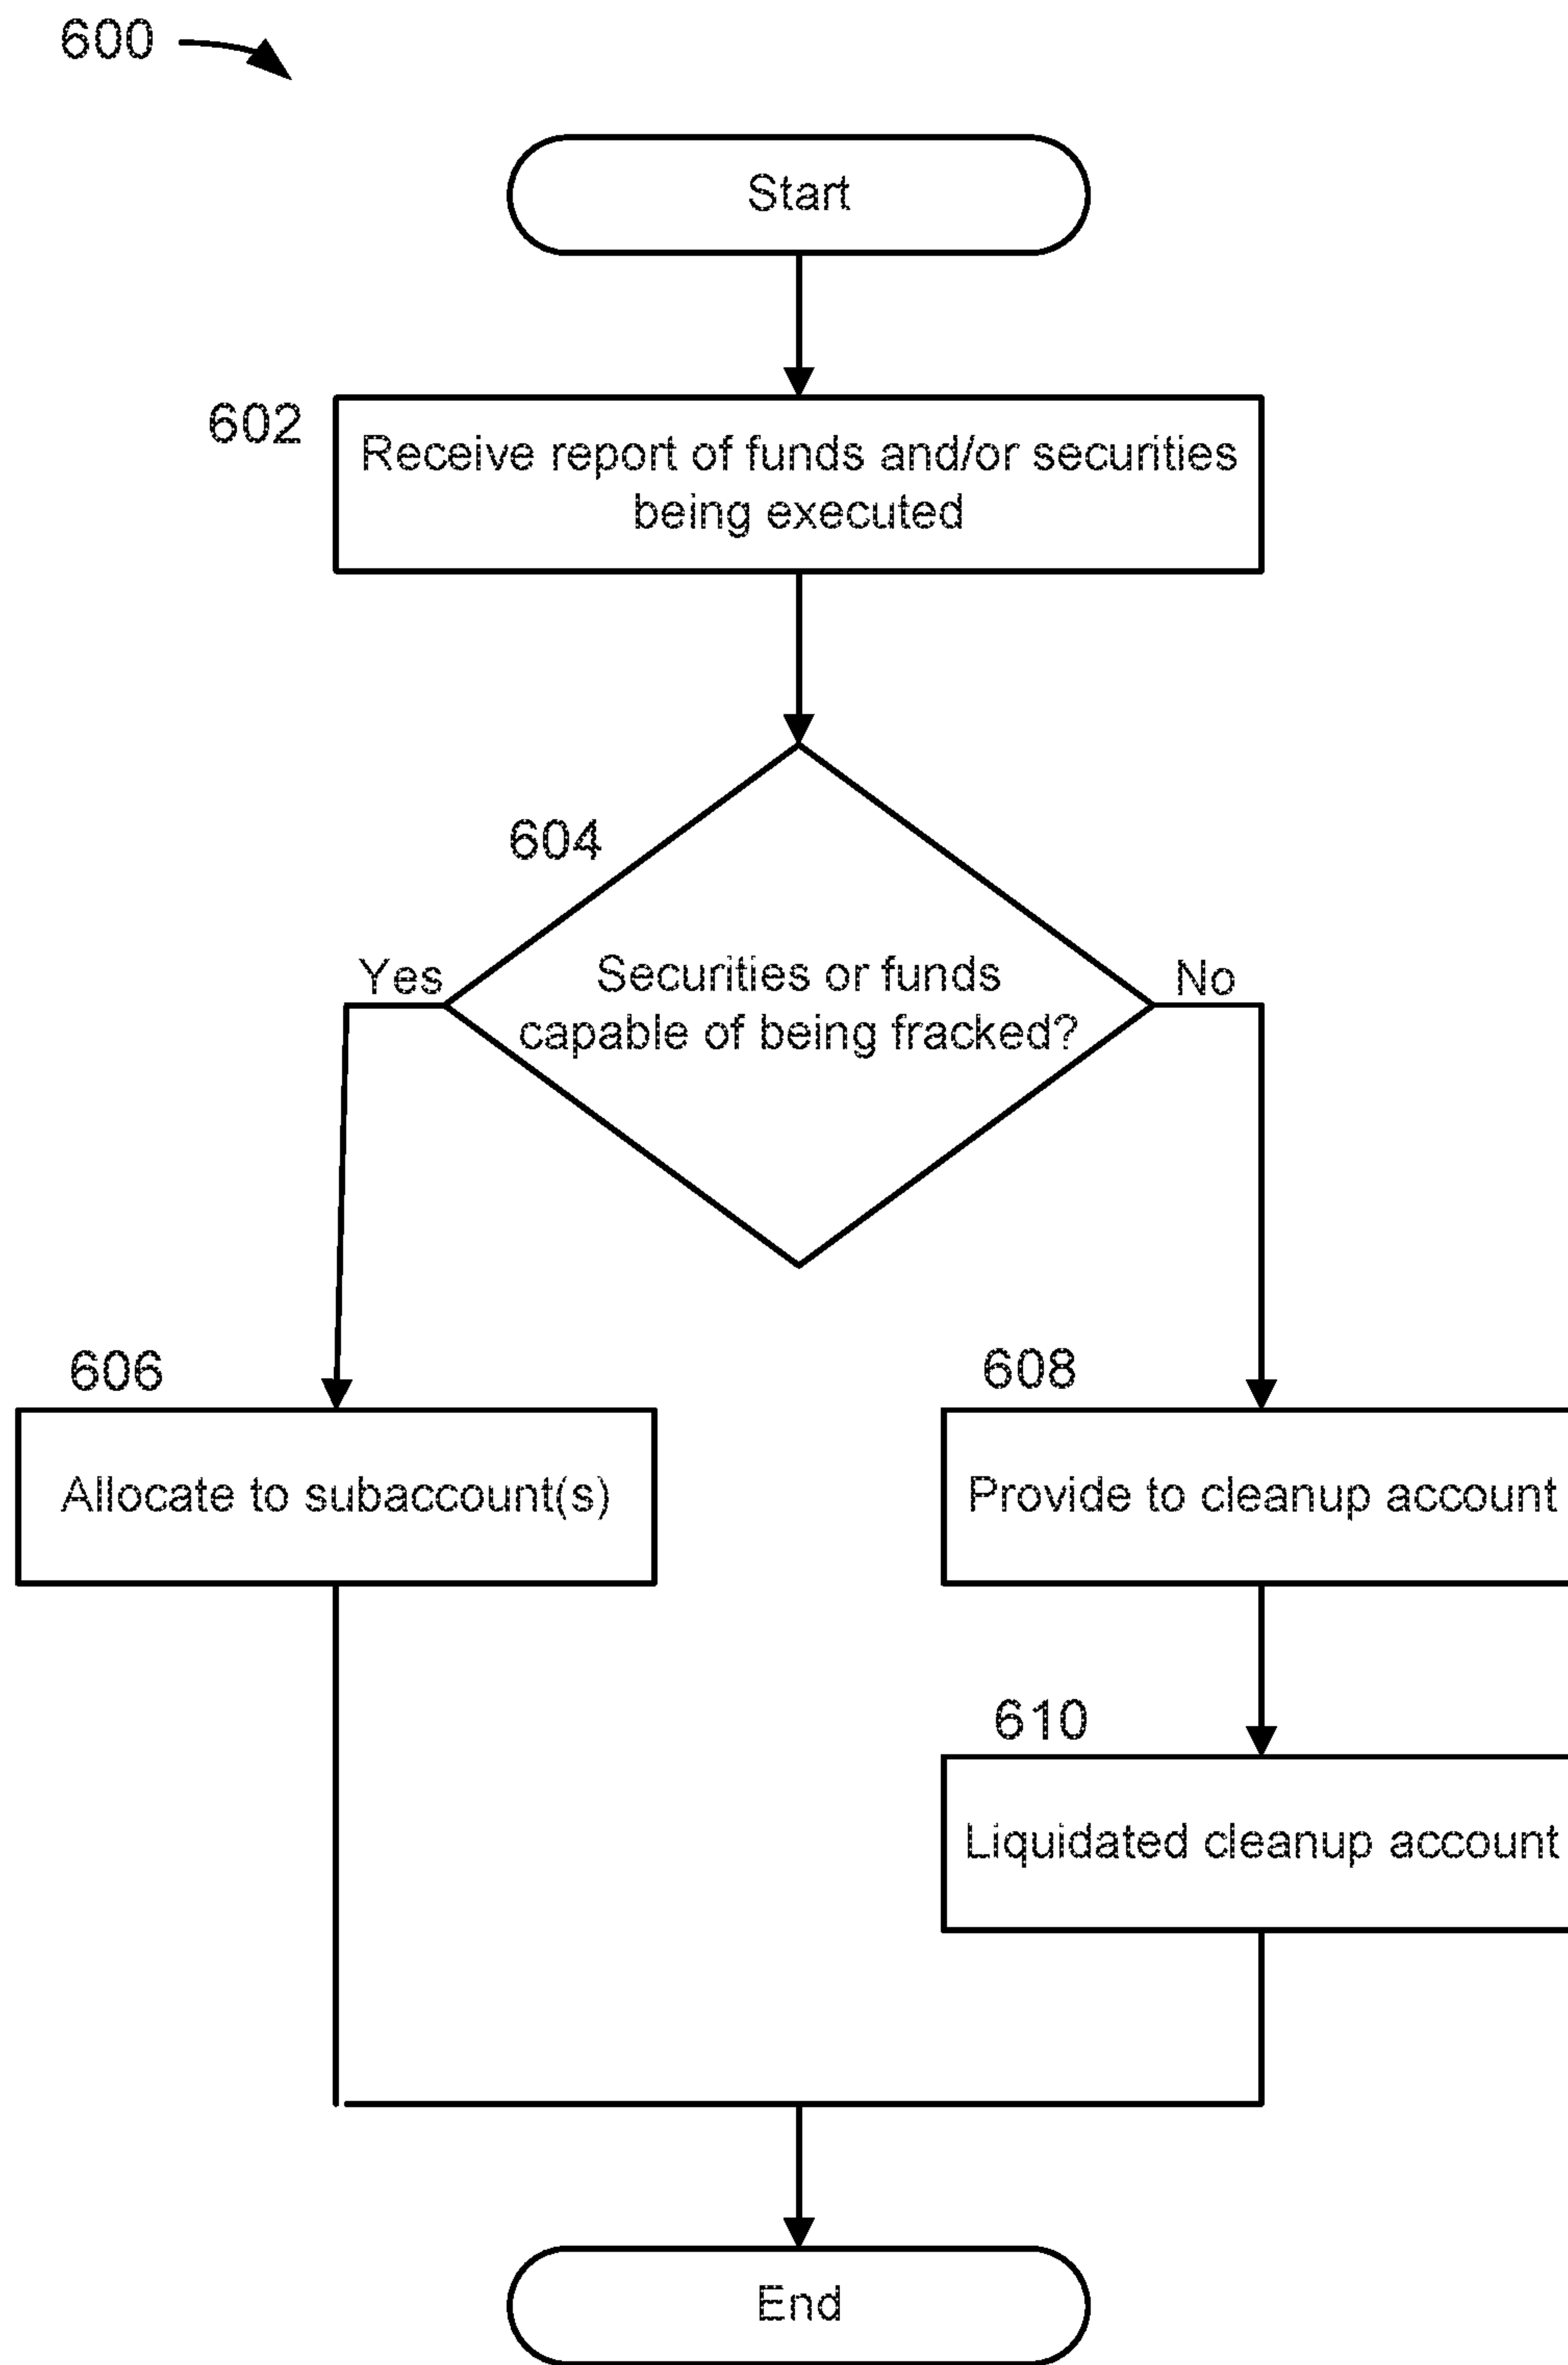 600
Start
602
Receive report of funds and/or securities
being executed
604
Yes
Securities or funds
capable of being fracked?
No
606
Allocate to subaccount(s)
608
Provide to cleanup account
610
Liquidated cleanup account
End